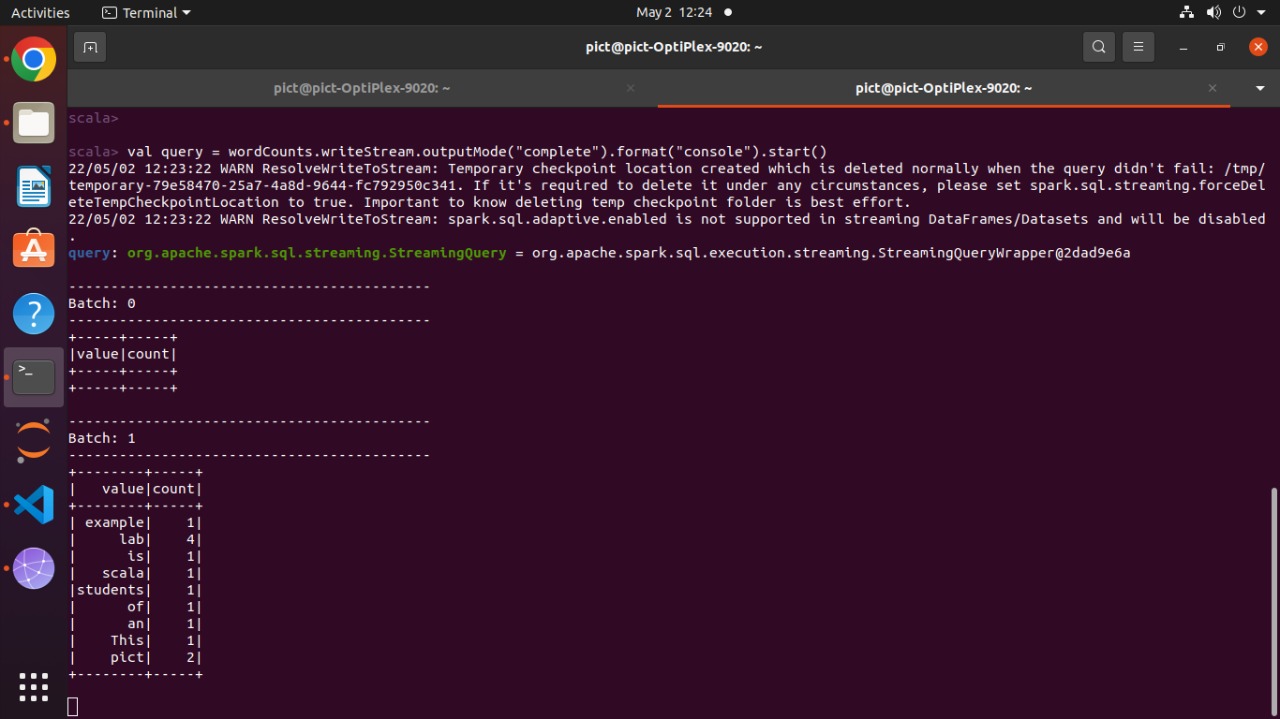 Activities
Terminal
May 2 12:24
pict@pict-OptiPlex-9020: ~
pict@pict-OptiPlex-9020: ~
pict@pict-OptiPlex-9020: ~
scala>
scala> val query = wordCounts.writeStream.outputMode("complete").format("console").start()
22/05/02 12:23:22 WARN ResolveWriteToStream: Temporary checkpoint location created which is deleted normally when the query didn't fail: /tmp/
temporary-79e58470-25a7-4a8d-9644-fc792950c341. If it's required to delete it under any circumstances, please set spark.sql.streaming.forceDel
eteTempCheckpointLocation to true. Important to know deleting temp checkpoint folder is best effort.
22/05/02 12:23:22 WARN ResolveWriteToStream: spark.sql.adaptive.enabled is not supported in streaming DataFrames/Datasets and will be disabled
.
query: org.apache.spark.sql.streaming.StreamingQuery = org.apache.spark.sql.execution.streaming.StreamingQueryWrapper@2dad9e6a
-------------------------------------------
Batch: 0
-------------------------------------------
+-----+-----+
|value|count|
+-----+-----+
+-----+-----+
-------------------------------------------
Batch: 1
-------------------------------------------
+--------+-----+
|   value|count|
+--------+-----+
| example|    1|
|     lab|    4|
|      is|    1|
|   scala|    1|
|students|    1|
|      of|    1|
|      an|    1|
|    This|    1|
|    pict|    2|
+--------+-----+